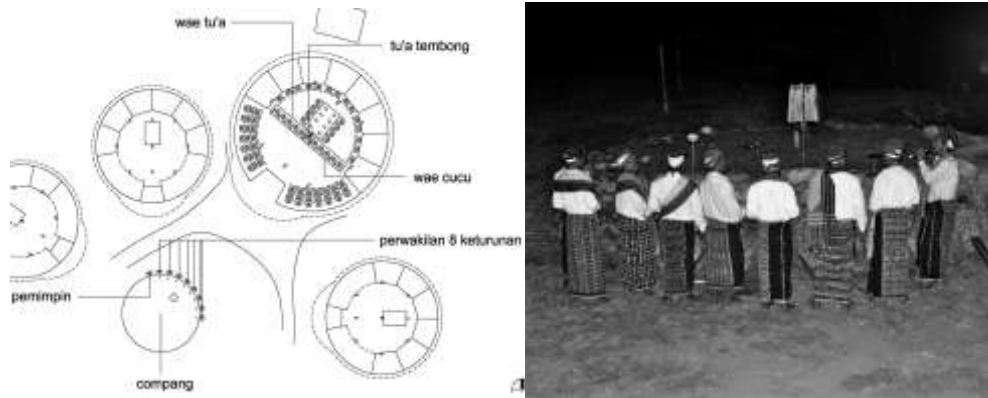 wae tu'a
tu'a tembong
wae cucu
perwakilan 8 keturunan
pemimpin
compang